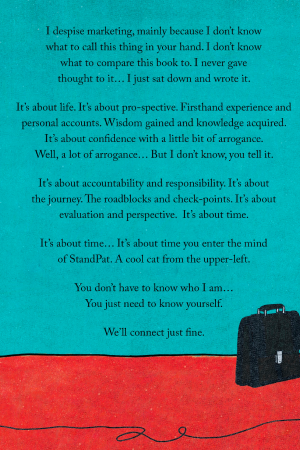 I despise marketing, mainly because I don't know
what to call this thing in your hand. I don't know
what to compare this book to. I never gave
thought to it… I just sat down and wrote it.
It's about life. It's about pro-spective. Firsthand experience and
personal accounts. Wisdom gained and knowledge acquired.
It's about confidence with a little bit of arrogance.
Well, a lot of arrogance… But I don't know, you tell it.
It's about accountability and responsibility. It's about
the journey. The roadblocks and check-points. It's about
evaluation and perspective. It's about time.
It's about time… It's about time you enter the mind
of StandPat. A cool cat from the upper-left.
You don't have to know who I am…
You just need to know yourself.
We'll connect just fine.